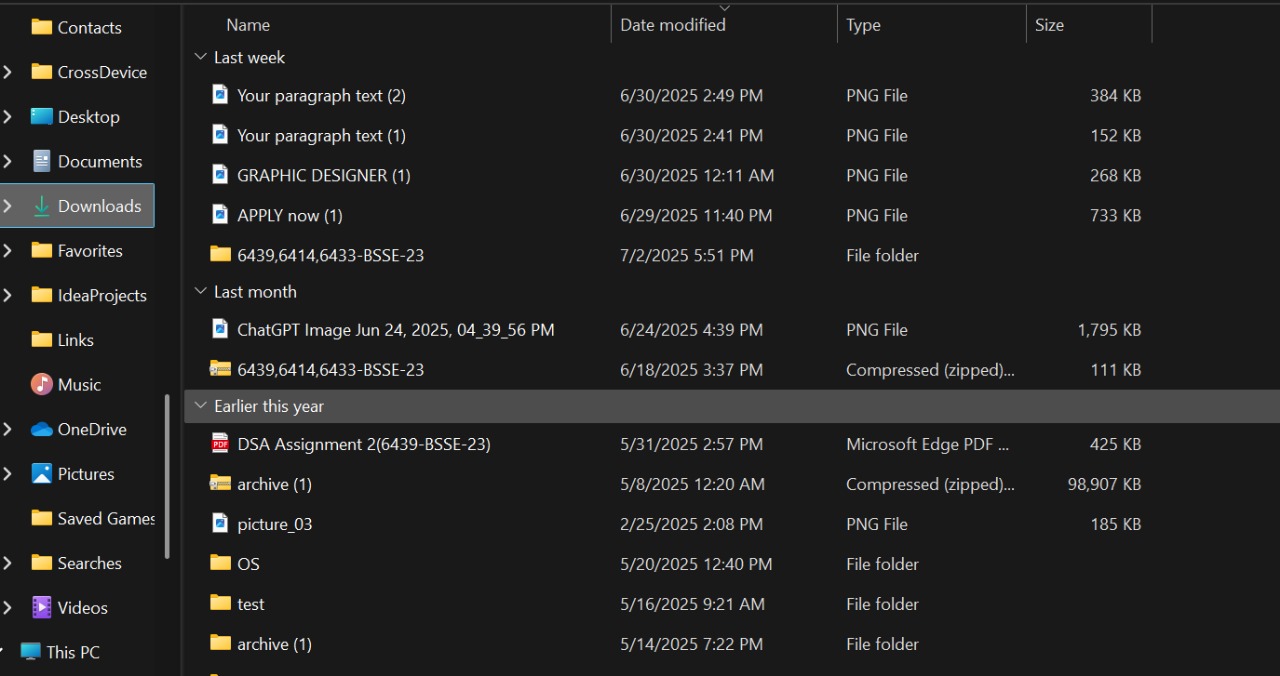 Name Date modified Type Size
Contacts
CrossDevice
Desktop
Documents
Downloads
Favorites
IdeaProjects
Links
Music
OneDrive
Pictures
Saved Games
Searches
Videos
This PC
Last week
Your paragraph text (2) 6/30/2025 2:49 PM PNG File 384 KB
Your paragraph text (1) 6/30/2025 2:41 PM PNG File 152 KB
GRAPHIC DESIGNER (1) 6/30/2025 12:11 AM PNG File 268 KB
APPLY now (1) 6/29/2025 11:40 PM PNG File 733 KB
6439,6414,6433-BSSE-23 7/2/2025 5:51 PM File folder
Last month
ChatGPT Image Jun 24, 2025, 04_39_56 PM 6/24/2025 4:39 PM PNG File 1,795 KB
6439,6414,6433-BSSE-23 6/18/2025 3:37 PM Compressed (zipped)... 111 KB
Earlier this year
DSA Assignment 2(6439-BSSE-23) 5/31/2025 2:57 PM Microsoft Edge PDF ... 425 KB
archive (1) 5/8/2025 12:20 AM Compressed (zipped)... 98,907 KB
picture_03 2/25/2025 2:08 PM PNG File 185 KB
OS 5/20/2025 12:40 PM File folder
test 5/16/2025 9:21 AM File folder
archive (1) 5/14/2025 7:22 PM File folder